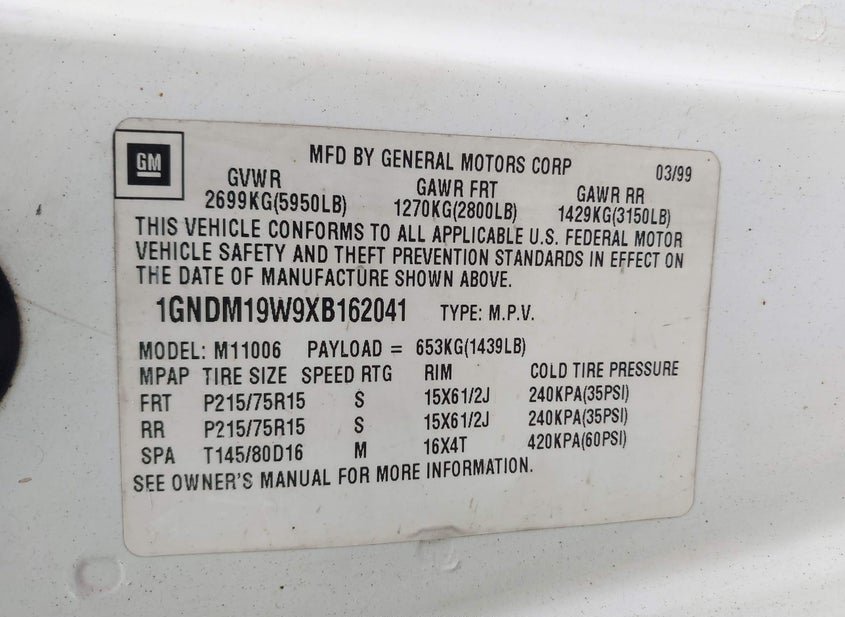 GM
MFD BY GENERAL MOTORS CORP 03/99
GVWR GAWR FRT GAWR RR
2699KG(5950LB) 1270KG(2800LB) 1429KG(3150LB)
THIS VEHICLE CONFORMS TO ALL APPLICABLE U.S. FEDERAL MOTOR
VEHICLE SAFETY AND THEFT PREVENTION STANDARDS IN EFFECT ON
THE DATE OF MANUFACTURE SHOWN ABOVE.
1GNDM19W9XB162041 TYPE: M.P.V.
MODEL: M11006 PAYLOAD = 653KG(1439LB)
MPAP TIRE SIZE SPEED RTG RIM COLD TIRE PRESSURE
FRT P215/75R15 S 15X61/2J 240KPA(35PSI)
RR P215/75R15 S 15X61/2J 240KPA(35PSI)
SPA T145/80D16 M 16X4T 420KPA(60PSI)
SEE OWNER'S MANUAL FOR MORE INFORMATION.